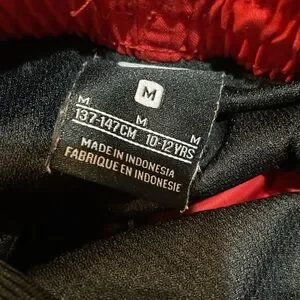 M
M M M
137-147CM 10-12YRS
MADE IN INDONESIA
FABRIQUE EN INDONESIE